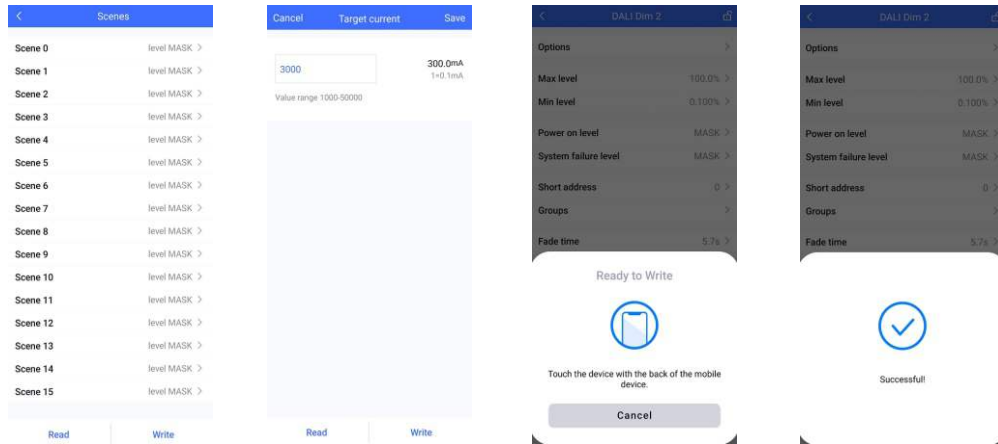 Scenes
Scene 0 level MASK
Scene 1 level MASK
Scene 2 level MASK
Scene 3 level MASK
Scene 4 level MASK
Scene 5 level MASK
Scene 6 level MASK
Scene 7 level MASK
Scene 8 level MASK
Scene 9 level MASK
Scene 10 level MASK
Scene 11 level MASK
Scene 12 level MASK
Scene 13 level MASK
Scene 14 level MASK
Scene 15 level MASK
Read Write
Cancel Target current Save
3000 300.0mA
1=0.1mA
Value range 1000-50000
Read Write
DALI Dim 2
Options
Max level 100.0%
Min level 0.100%
Power on level MASK
System failure level MASK
Short address 0
Groups
Fade time 5.7s
Ready to Write
Touch the device with the back of the mobile
device.
Cancel
DALI Dim 2
Options
Max level 100.0%
Min level 0.100%
Power on level MASK
System failure level MASK
Short address 0
Groups
Fade time 5.7s
Successful!